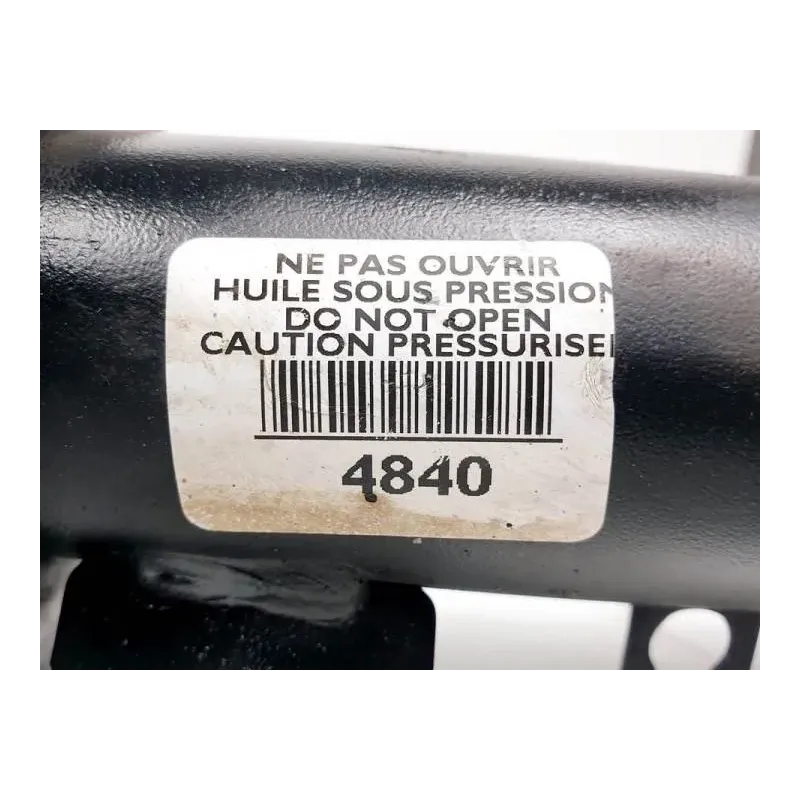 NE PAS OUVRIR
HUILE SOUS PRESSION
DO NOT OPEN
CAUTION PRESSURISE
4840